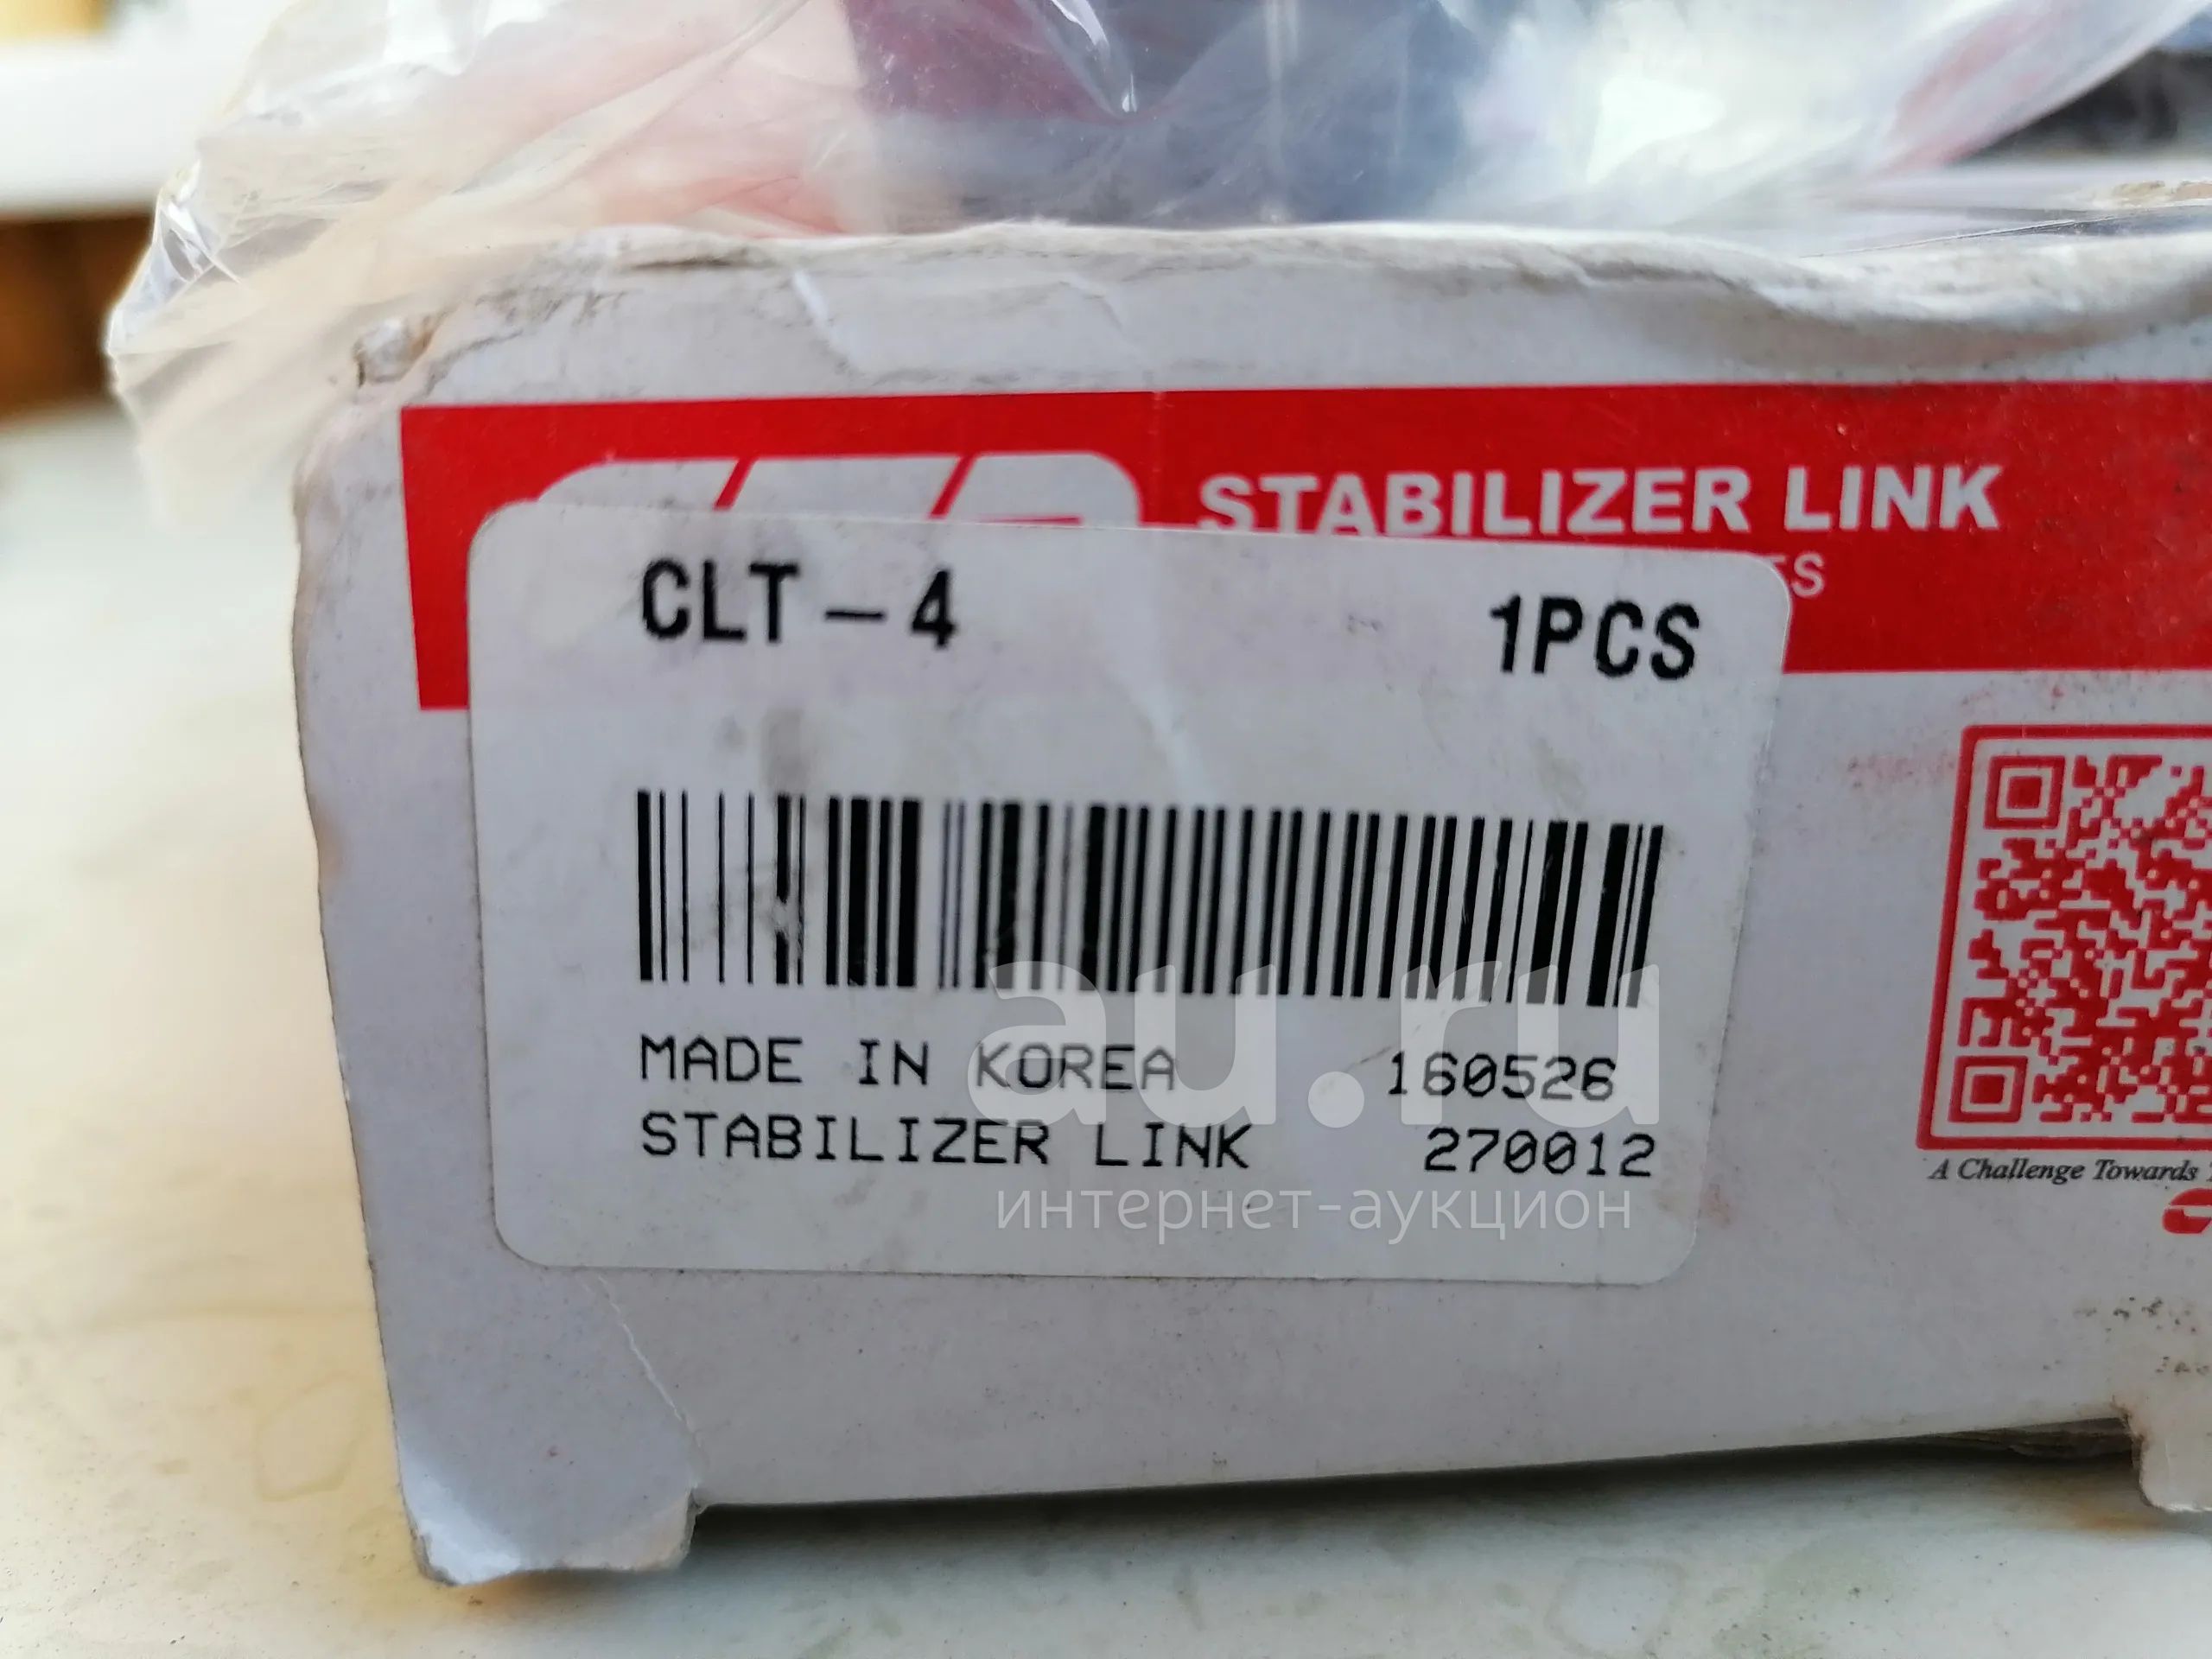 STABILIZER LINK
CLT-4 1PCS
MADE IN KOREA 160526
STABILIZER LINK 270012
au.ru
интернет-аукцион
A Challenge Towards